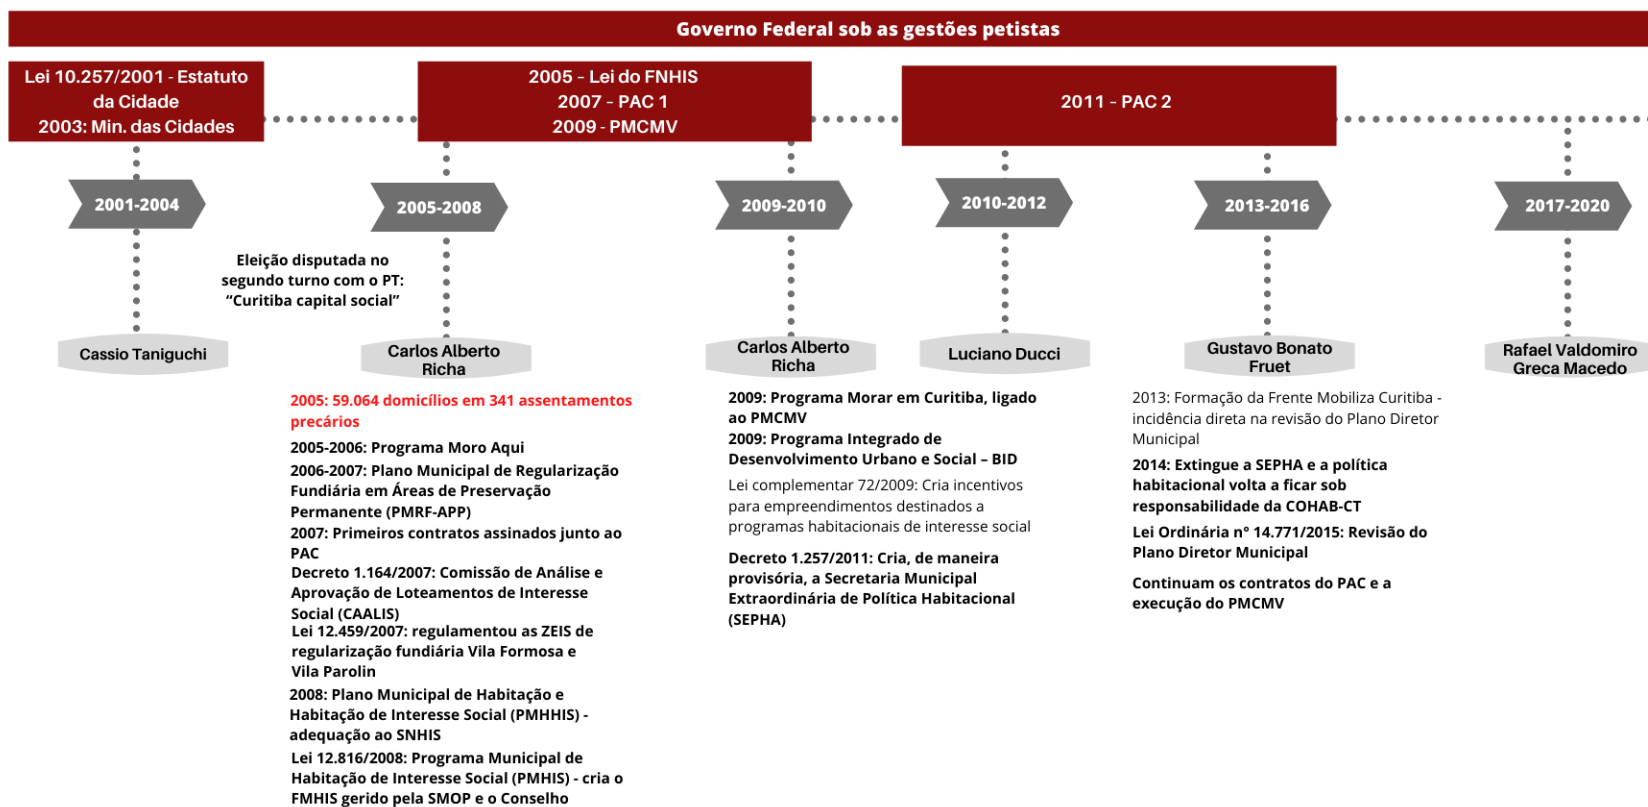 Governo Federal sob as gestões petistas
Lei 10.257/2001 - Estatuto
da Cidade
2003: Min. das Cidades
2005 – Lei do FNHIS
2007 – PAC 1
2009 - PMCMV
2011 – PAC 2
2001-2004
2005-2008
2009-2010
2010-2012
2013-2016
2017-2020
Eleição disputada no
segundo turno com o PT:
“Curitiba capital social”
Cassio Taniguchi
Carlos Alberto
Richa
Carlos Alberto
Richa
Luciano Ducci
Gustavo Bonato
Fruet
Rafael Valdomiro
Greca Macedo
2005: 59.064 domicílios em 341 assentamentos
precários
2005-2006: Programa Moro Aqui
2006-2007: Plano Municipal de Regularização
Fundiária em Áreas de Preservação
Permanente (PMRF-APP)
2007: Primeiros contratos assinados junto ao
PAC
Decreto 1.164/2007: Comissão de Análise e
Aprovação de Loteamentos de Interesse
Social (CAALIS)
Lei 12.459/2007: regulamentou as ZEIS de
regularização fundiária Vila Formosa e
Vila Parolin
2008: Plano Municipal de Habitação e
Habitação de Interesse Social (PMHHIS) -
adequação ao SNHIS
Lei 12.816/2008: Programa Municipal de
Habitação de Interesse Social (PMHIS) - cria o
FMHIS gerido pela SMOP e o Conselho
2009: Programa Morar em Curitiba, ligado
ao PMCMV
2009: Programa Integrado de
Desenvolvimento Urbano e Social – BID
Lei complementar 72/2009: Cria incentivos
para empreendimentos destinados a
programas habitacionais de interesse social
Decreto 1.257/2011: Cria, de maneira
provisória, a Secretaria Municipal
Extraordinária de Política Habitacional
(SEPHA)
2013: Formação da Frente Mobiliza Curitiba -
incidência direta na revisão do Plano Diretor
Municipal
2014: Extingue a SEPHA e a política
habitacional volta a ficar sob
responsabilidade da COHAB-CT
Lei Ordinária n° 14.771/2015: Revisão do
Plano Diretor Municipal
Continuam os contratos do PAC e a
execução do PMCMV